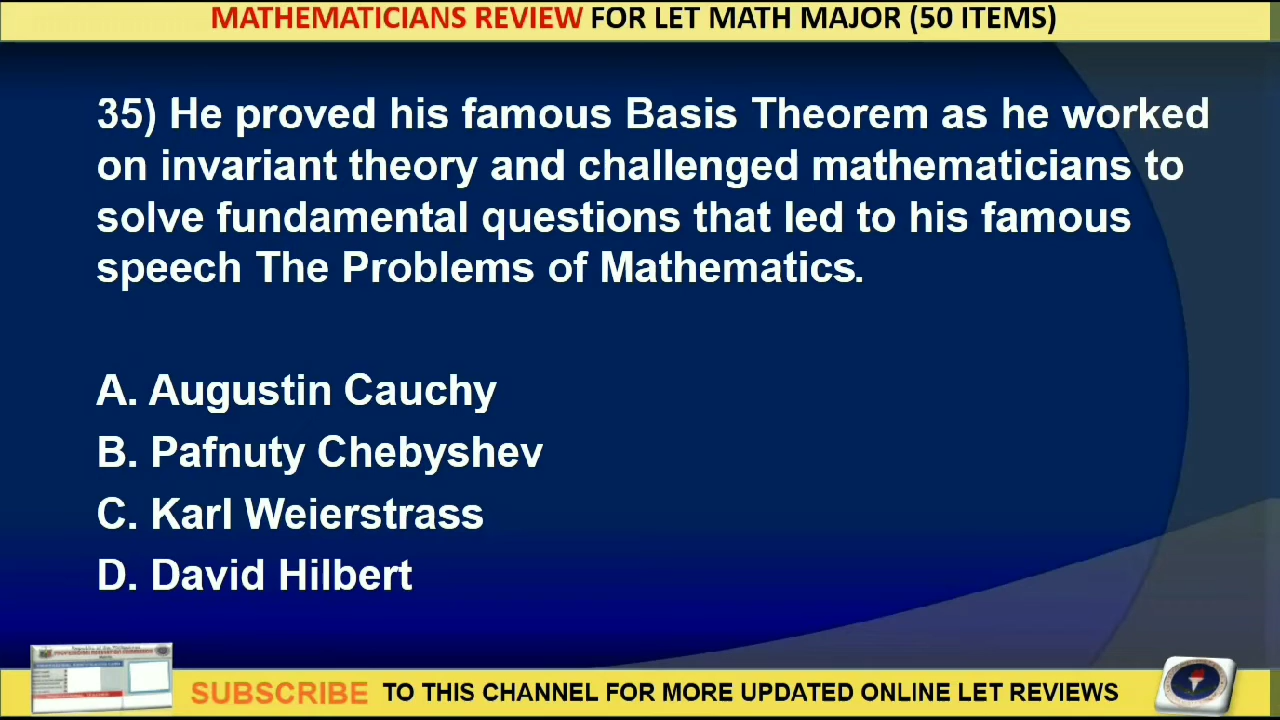 MATHEMATICIANS REVIEW FOR LET MATH MAJOR (50 ITEMS)
35) He proved his famous Basis Theorem as he worked
on invariant theory and challenged mathematicians to
solve fundamental questions that led to his famous
speech The Problems of Mathematics.
A. Augustin Cauchy
B. Pafnuty Chebyshev
C. Karl Weierstrass
D. David Hilbert
SUBSCRIBE TO THIS CHANNEL FOR MORE UPDATED ONLINE LET REVIEWS